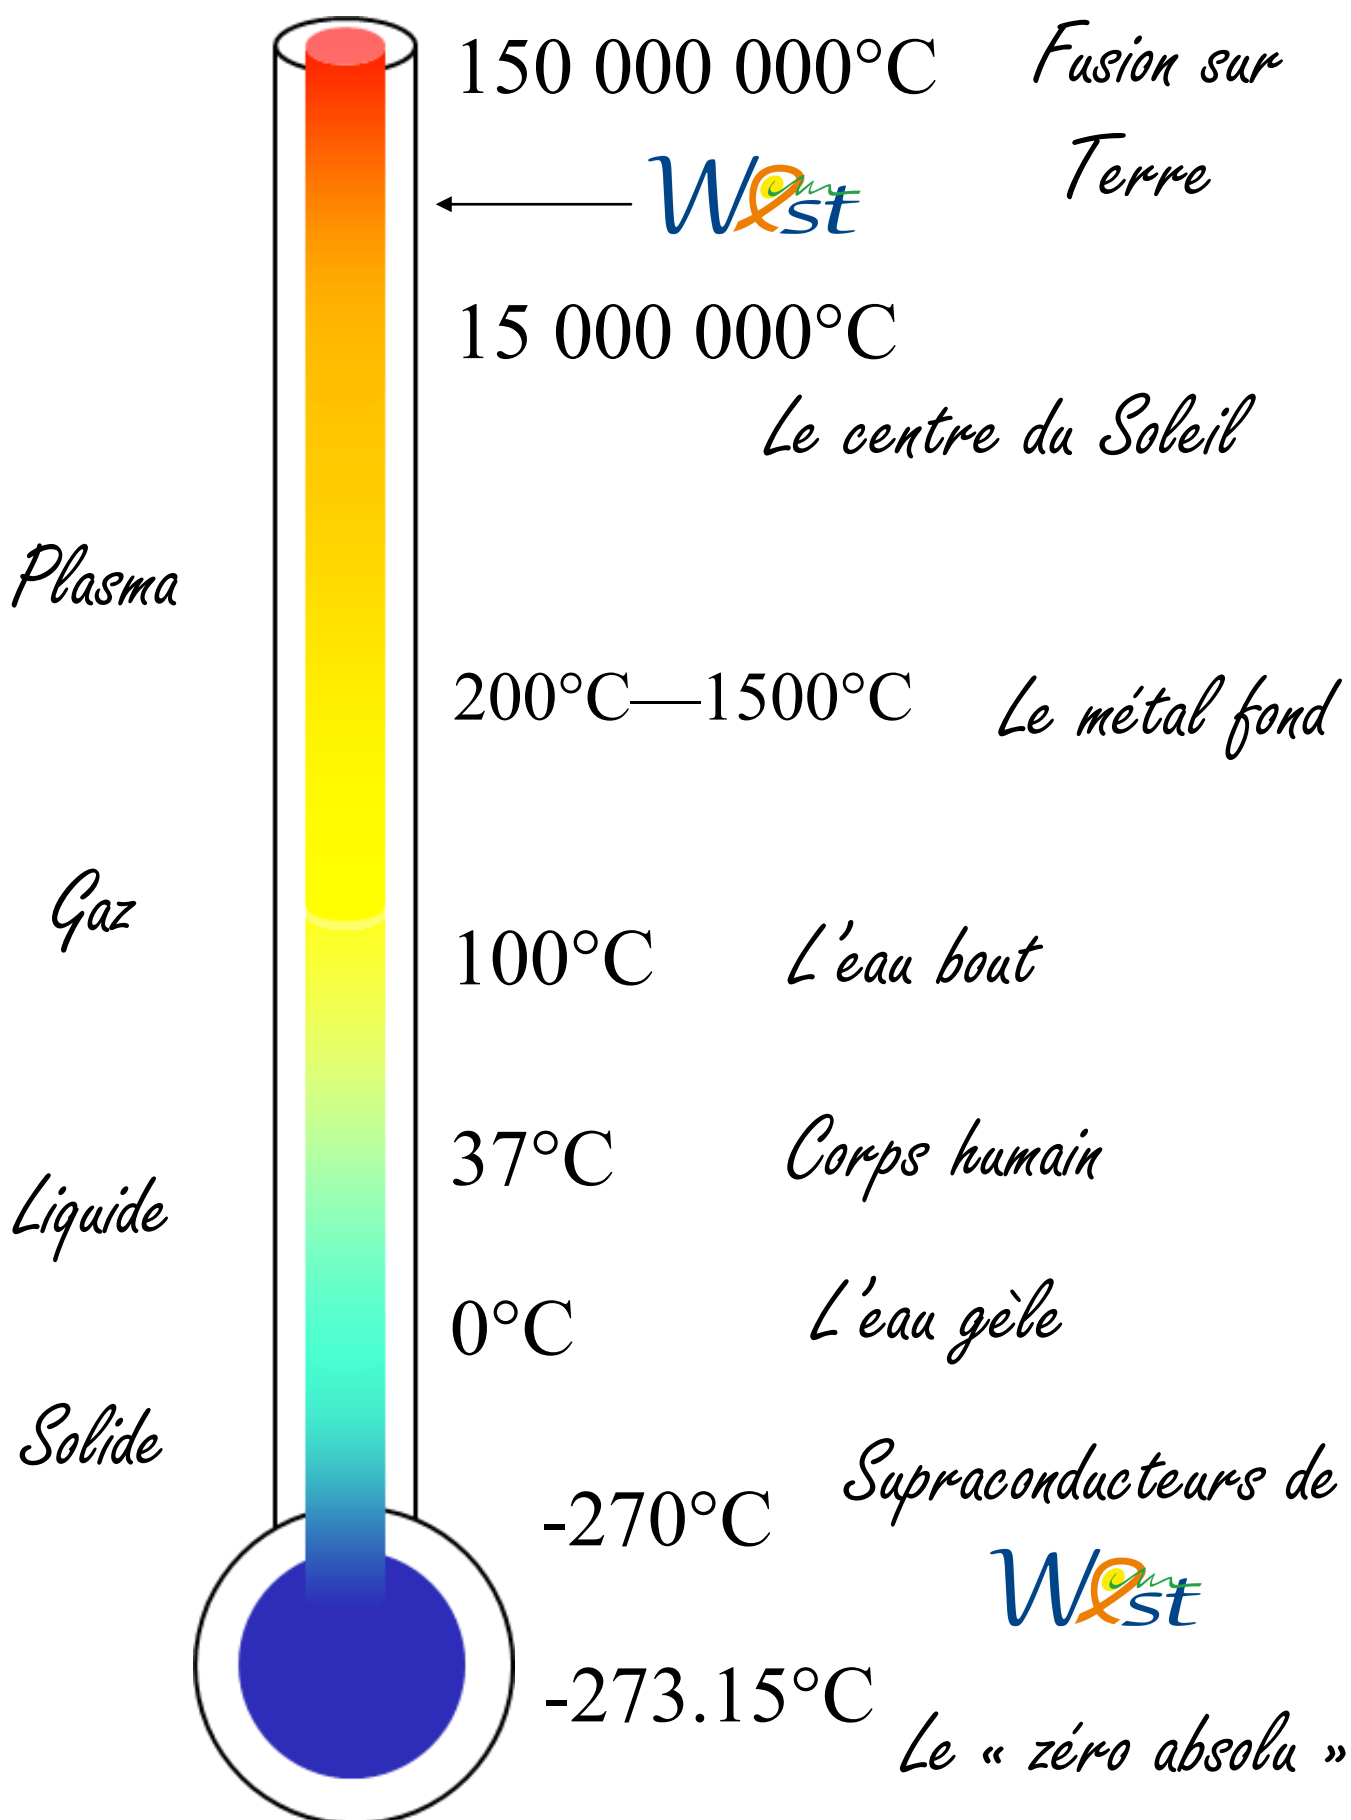 150 000 000°C Fusion sur
Terre
West
15 000 000°C
Le centre du Soleil
Plasma
200°C—1500°C Le métal fond
Gaz
100°C L'eau bout
37°C Corps humain
Liquide
0°C L'eau gèle
Solide
Supraconducteurs de
-270°C
West
-273.15°C
Le « zéro absolu »